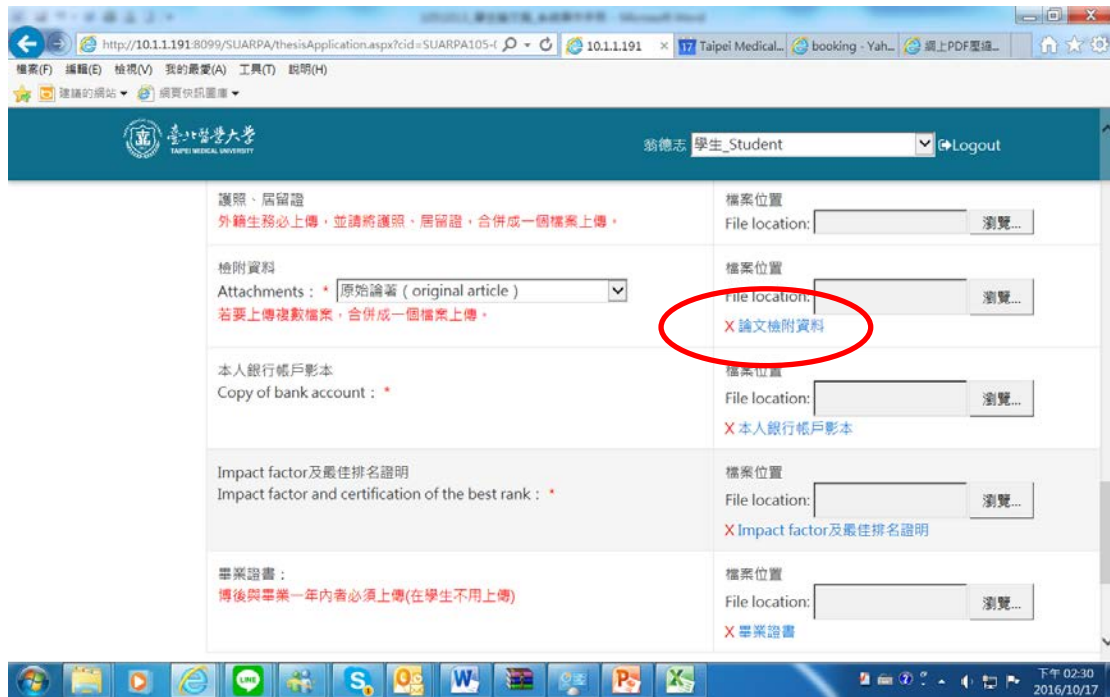 http://10.1.1.191:8099/SUARPA/thesisApplication.aspx?cid=SUARPA105-(
10.1.1.191
Taipei Medical...
booking - Yah...
網上PDF壓縮...
檔案(F) 編輯(E) 檢視(V) 我的最愛(A) 工具(T) 說明(H)
建議的網站
網頁快訊圖庫
臺北醫學大學
TAIPEI MEDICAL UNIVERSITY
翁德志
學生_Student
Logout
護照、居留證
外籍生務必上傳，並請將護照、居留證，合併成一個檔案上傳。
檔案位置
File location:
瀏覽...
檢附資料
Attachments： *
原始論著（original article）
若要上傳複數檔案，合併成一個檔案上傳。
檔案位置
File location:
瀏覽...
X 論文檢附資料
本人銀行帳戶影本
Copy of bank account： *
檔案位置
File location:
瀏覽...
X 本人銀行帳戶影本
Impact factor及最佳排名證明
Impact factor and certification of the best rank： *
檔案位置
File location:
瀏覽...
X Impact factor及最佳排名證明
畢業證書：
博後與畢業一年內者必須上傳(在學生不用上傳)
檔案位置
File location:
瀏覽...
X 畢業證書
下午 02:30
2016/10/17